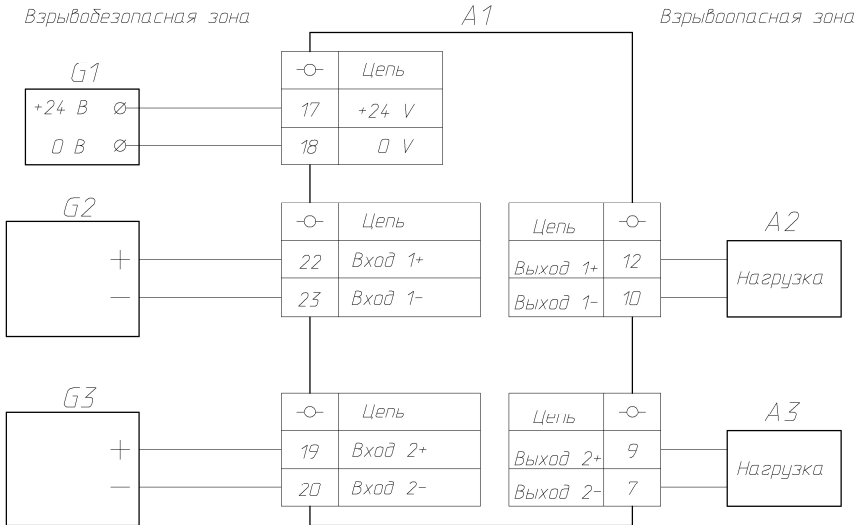 Взрывобезопасная зона
A1
Взрывоопасная зона
G1
+24 В
0 В
Цепь
17 +24 V
18 0 V
G2
+
−
Цепь
22 Вход 1+
23 Вход 1-
Цепь
Выход 1+ 12
Выход 1- 10
A2
Нагрузка
G3
+
−
Цепь
19 Вход 2+
20 Вход 2-
Цепь
Выход 2+ 9
Выход 2- 7
A3
Нагрузка